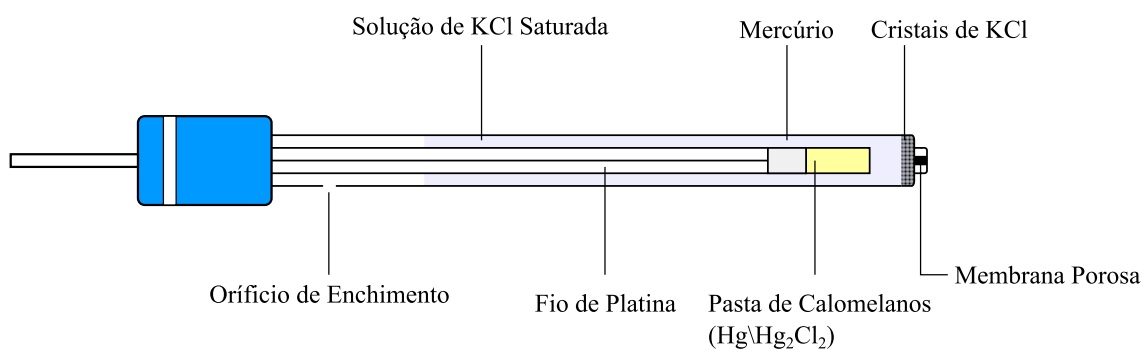 Solução de KCl Saturada
Mercúrio
Cristais de KCl
Oríficio de Enchimento
Fio de Platina
Pasta de Calomelanos
(Hg\Hg₂Cl₂)
Membrana Porosa